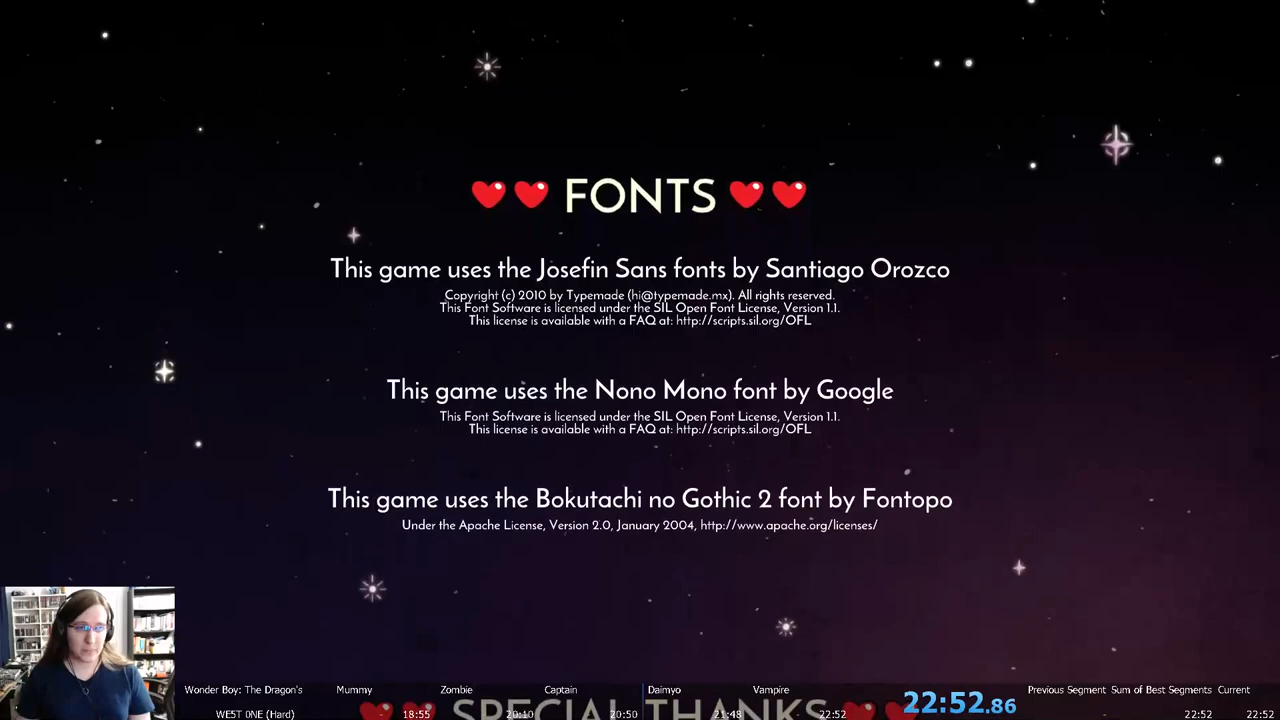 FONTS
This game uses the Josefin Sans fonts by Santiago Orozco
Copyright (c) 2010 by Typemade (hi@typemade.mx). All rights reserved.
This Font Software is licensed under the SIL Open Font License, Version 1.1.
This license is available with a FAQ at: http://scripts.sil.org/OFL
This game uses the Nono Mono font by Google
This Font Software is licensed under the SIL Open Font License, Version 1.1.
This license is available with a FAQ at: http://scripts.sil.org/OFL
This game uses the Bokutachi no Gothic 2 font by Fontopo
Under the Apache License, Version 2.0, January 2004, http://www.apache.org/licenses/
SPECIAL THANKS
Wonder Boy: The Dragon's Mummy Zombie Captain Daimyo Vampire 22:52.86 Previous Segment Sum of Best Segments Current
WE5T 0NE (Hard) 18:55 20:10 20:50 21:48 22:52 22:52 22:52